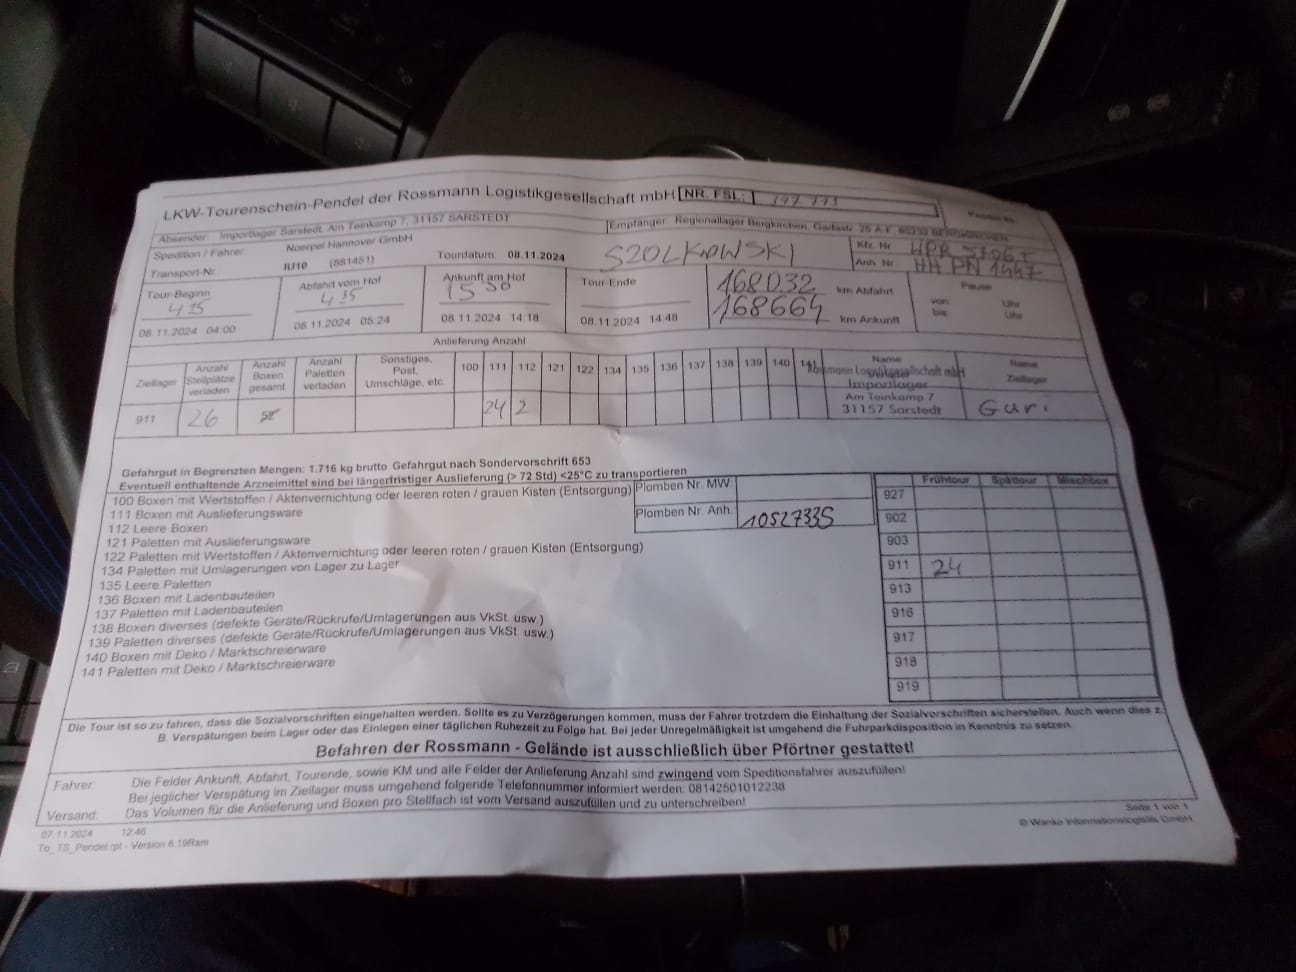 LKW-Tourenschein-Pendel der Rossmann Logistikgesellschaft mbH NR. FSL:
Absender: Importlager Sarstedt, Am Teinkamp 7, 31157 SARSTEDT Empfänger: Regionallager Bergkirchen, Gadastr. 25 A-F,
Spedition / Fahrer: Noerpel Hannover GmbH SZOLKOWSKI Kfz. Nr.
Transport-Nr. IU10 (881451) Tourdatum: 08.11.2024 Anh. Nr. HH PN 1447
Tour-Beginn Abfahrt vom Hof Ankunft am Hof Tour-Ende 168032 km Abfahrt Pause
4 35 15 50 168664 km Ankunft von: Uhr
08.11.2024 04:00 08.11.2024 05:24 08.11.2024 14:18 08.11.2024 14:48 bis: Uhr
Anlieferung Anzahl
Ziellager Anzahl Stellplätze verladen Anzahl Boxen gesamt Anzahl Paletten verladen Sonstiges, Post, Umschläge, etc. 100 111 112 121 122 134 135 136 137 138 139 140 141 Name Name Ziellager
Rossmann Logistikgesellschaft mbH
Importlager
Am Teinkamp 7
31157 Sarstedt
911 26 24 2
Gefahrgut in Begrenzten Mengen: 1.716 kg brutto Gefahrgut nach Sondervorschrift 653
Eventuell enthaltende Arzneimittel sind bei längerfristiger Auslieferung (> 72 Std) <25°C zu transportieren
100 Boxen mit Wertstoffen / Aktenvernichtung oder leeren roten / grauen Kisten (Entsorgung)
111 Boxen mit Auslieferungsware
112 Leere Boxen
121 Paletten mit Auslieferungsware
122 Paletten mit Wertstoffen / Aktenvernichtung oder leeren roten / grauen Kisten (Entsorgung)
134 Paletten mit Umlagerungen von Lager zu Lager
135 Leere Paletten
136 Boxen mit Ladenbauteilen
137 Paletten mit Ladenbauteilen
138 Boxen diverses (defekte Geräte/Rückrufe/Umlagerungen aus VkSt. usw.)
139 Paletten diverses (defekte Geräte/Rückrufe/Umlagerungen aus VkSt. usw.)
140 Boxen mit Deko / Marktschreierware
141 Paletten mit Deko / Marktschreierware
Plomben Nr. MW:
Plomben Nr. Anh.: 10527335
Frühtour Spättour Mischbox
927
902
903
911 24
913
916
917
918
919
Die Tour ist so zu fahren, dass die Sozialvorschriften eingehalten werden. Sollte es zu Verzögerungen kommen, muss der Fahrer trotzdem die Einhaltung der Sozialvorschriften sicherstellen. Auch wenn dies z.
B. Verspätungen beim Lager oder das Einlegen einer täglichen Ruhezeit zu Folge hat. Bei jeder Unregelmäßigkeit ist umgehend die Fuhrparkdisposition in Kenntnis zu setzen.
Befahren der Rossmann - Gelände ist ausschließlich über Pförtner gestattet!
Fahrer: Die Felder Ankunft, Abfahrt, Tourende, sowie KM und alle Felder der Anlieferung Anzahl sind zwingend vom Speditionsfahrer auszufüllen!
Bei jeglicher Verspätung im Ziellager muss umgehend folgende Telefonnummer informiert werden: 08142501012238
Versand: Das Volumen für die Anlieferung und Boxen pro Stellfach ist vom Versand auszufüllen und zu unterschreiben!
07.11.2024 12:46 Seite 1 von 1
To_TS_Pendel.rpt - Version 6.19Rsm © Wanko Informationslogistik GmbH